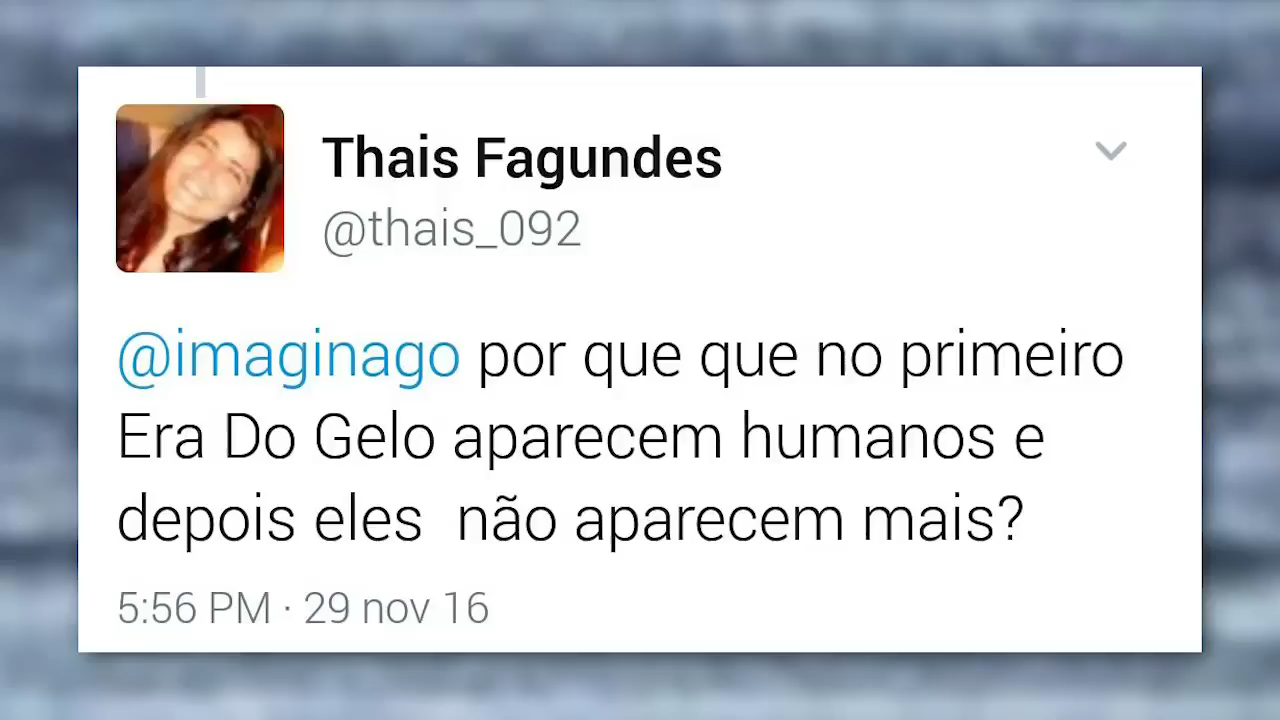 Thais Fagundes
@thais_092
@imaginago por que que no primeiro
Era Do Gelo aparecem humanos e
depois eles  não aparecem mais?
5:56 PM · 29 nov 16